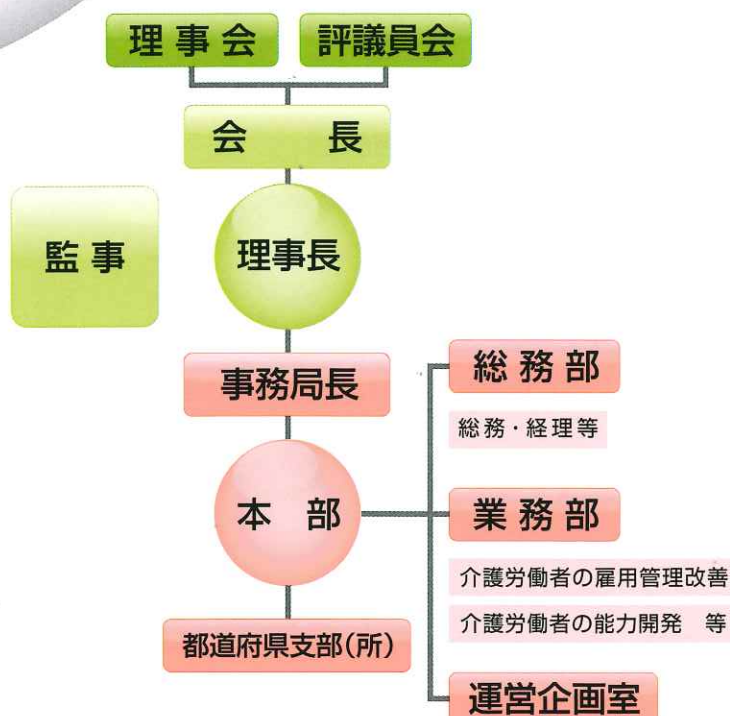 理事会 評議員会
会長
監事
理事長
事務局長
総務部
総務・経理等
本部
業務部
介護労働者の雇用管理改善
介護労働者の能力開発 等
都道府県支部(所)
運営企画室